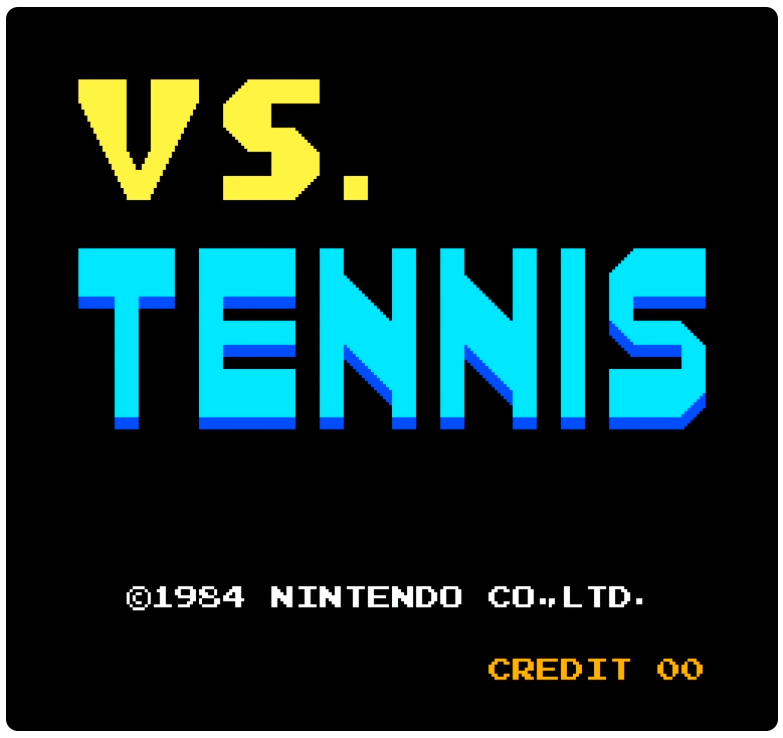 VS.
TENNIS
©1984 NINTENDO CO.,LTD.
CREDIT 00